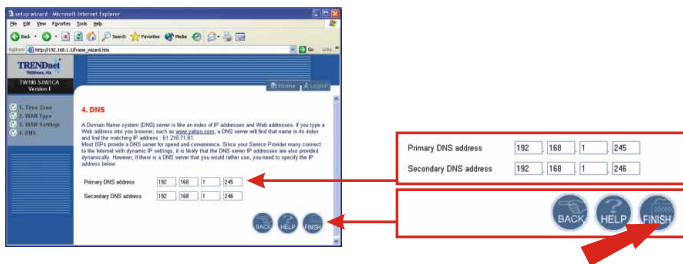 setup wizard - Microsoft Internet Explorer
File Edit View Favorites Tools Help
Back Search Favorites Media
Address http://192.168.1.1/Frame_wizard.htm Go Links
TRENDnet
TRENDware, USA
TW100-S4W1CA
Version 1
Home Logout
1. Time Zone
2. WAN Type
3. WAN Settings
4. DNS
4. DNS
A Domain Name system (DNS) server is like an index of IP addresses and Web addresses. If you type a
Web address into you browser, such as www.yahoo.com, a DNS server will find that name in its index
and find the matching IP address : 61.216.71.81.
Most ISPs provide a DNS server for speed and convenience. Since your Service Provider many connect
to the Internet with dynamic IP settings, it is likely that the DNS server IP addresses are also provided
dynamically. However, if there is a DNS server that you would rather use, you need to specify the IP
address below.
Primary DNS address 192 . 168 . 1 . 245
Secondary DNS address 192 . 168 . 1 . 246
BACK HELP FINISH
Primary DNS address 192 . 168 . 1 . 245
Secondary DNS address 192 . 168 . 1 . 246
BACK HELP FINISH